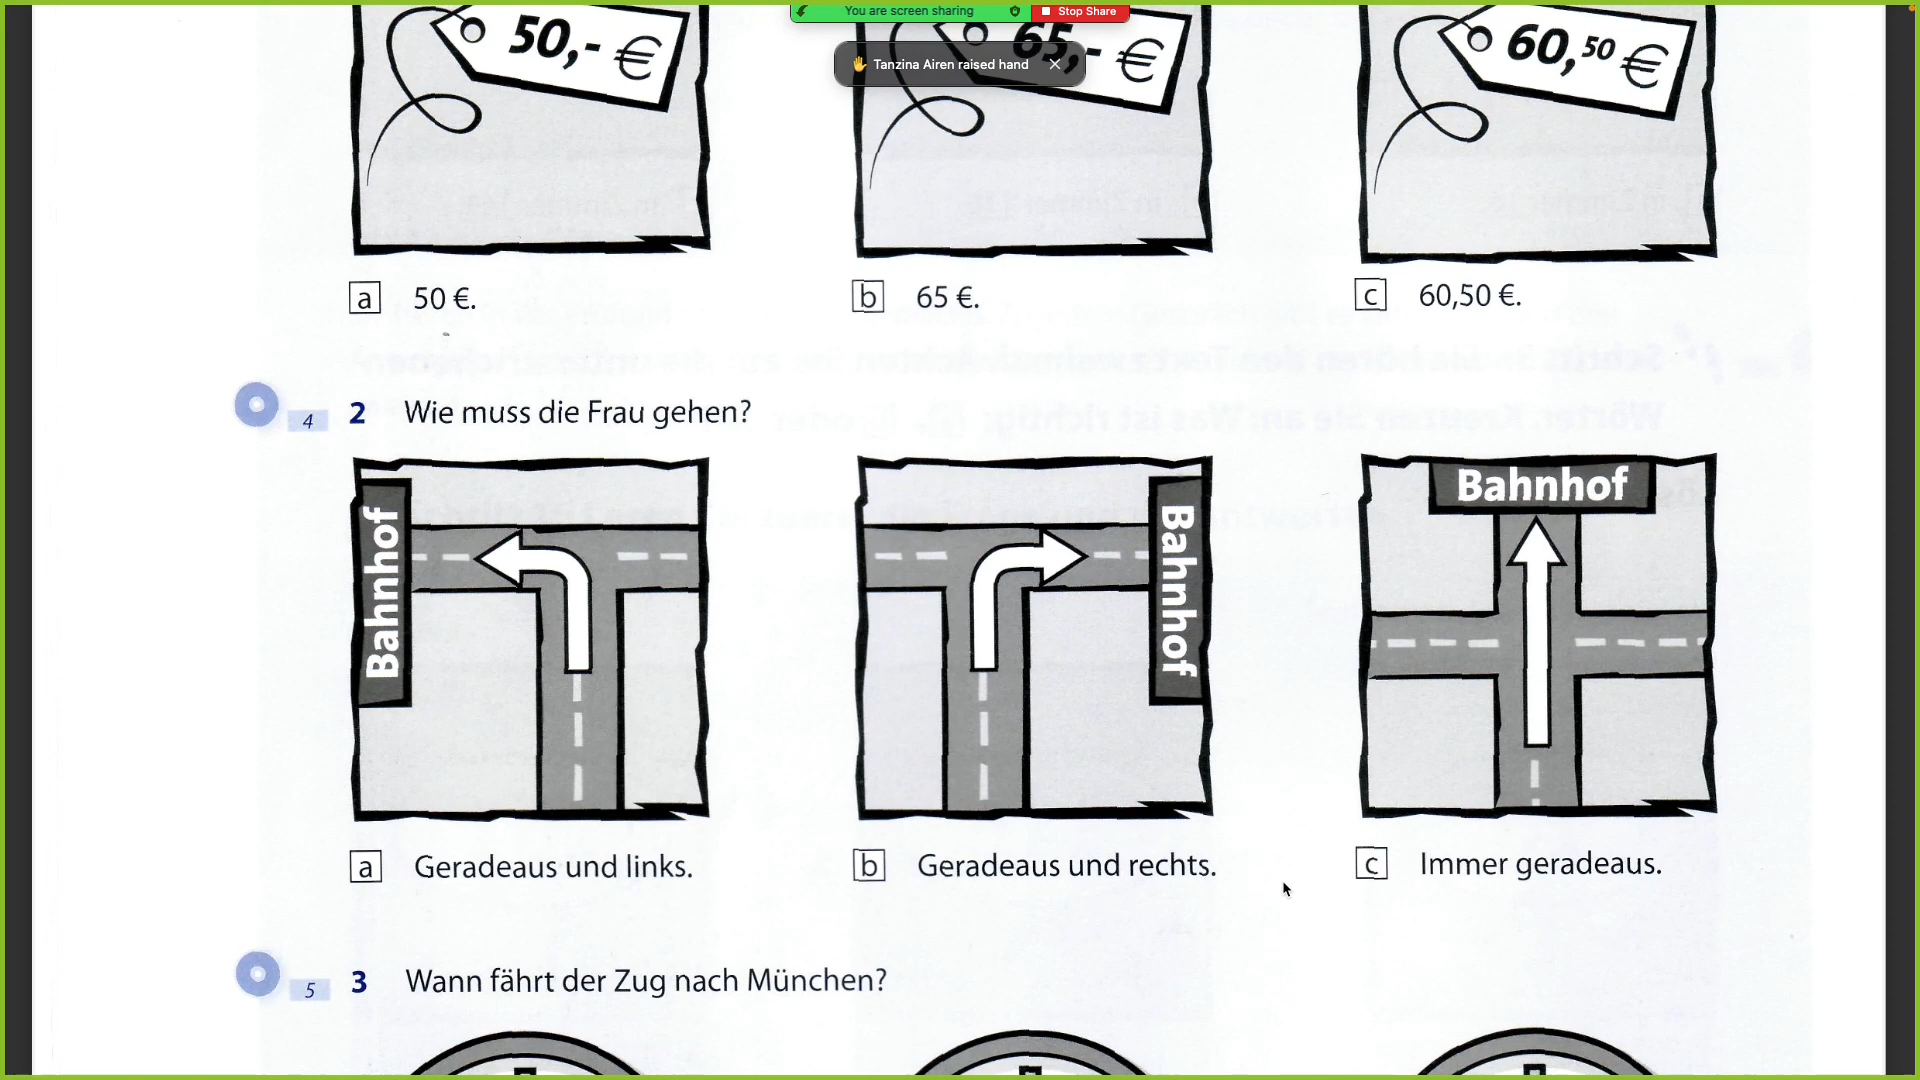 You are screen sharing
Stop Share
Tanzina Airen raised hand
50,- €
65,- €
60,50 €
a 50 €.
b 65 €.
c 60,50 €.
4 2 Wie muss die Frau gehen?
Bahnhof
Bahnhof
Bahnhof
a Geradeaus und links.
b Geradeaus und rechts.
c Immer geradeaus.
5 3 Wann fährt der Zug nach München?